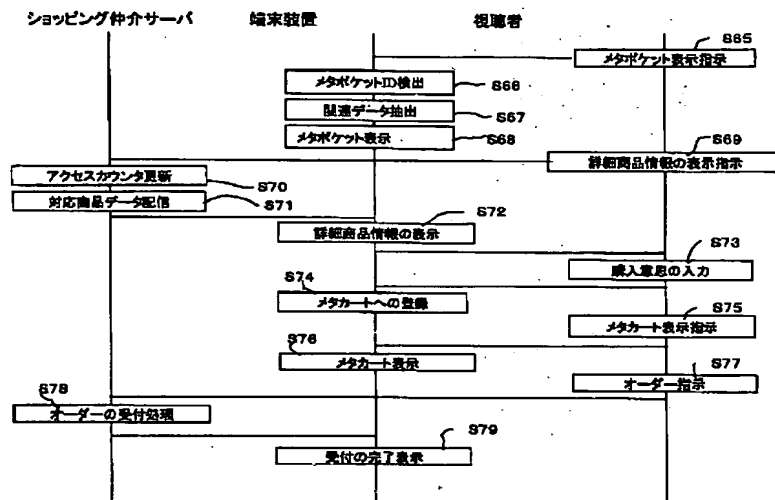 ショッピング仲介サーバ 端末装置 視聴者
S65
メタポケット表示指示
メタポケットID検出
S66
関連データ抽出
S67
メタポケット表示
S68
S69
詳細商品情報の表示指示
アクセスカウンタ更新
S70
対応商品データ配信
S71
S72
詳細商品情報の表示
S73
購入意思の入力
S74
メタカートへの登録
S75
メタカート表示指示
S76
メタカート表示
S77
オーダー指示
S78
オーダーの受付処理
S79
受付の完了表示